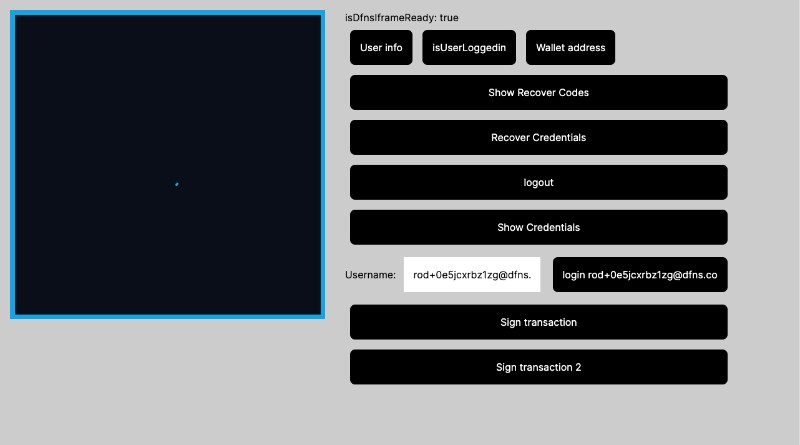 isDfnsIframeReady: true
User info
isUserLoggedin
Wallet address
Show Recover Codes
Recover Credentials
logout
Show Credentials
Username: rod+0e5jcxrbz1zg@dfns.
login rod+0e5jcxrbz1zg@dfns.co
Sign transaction
Sign transaction 2